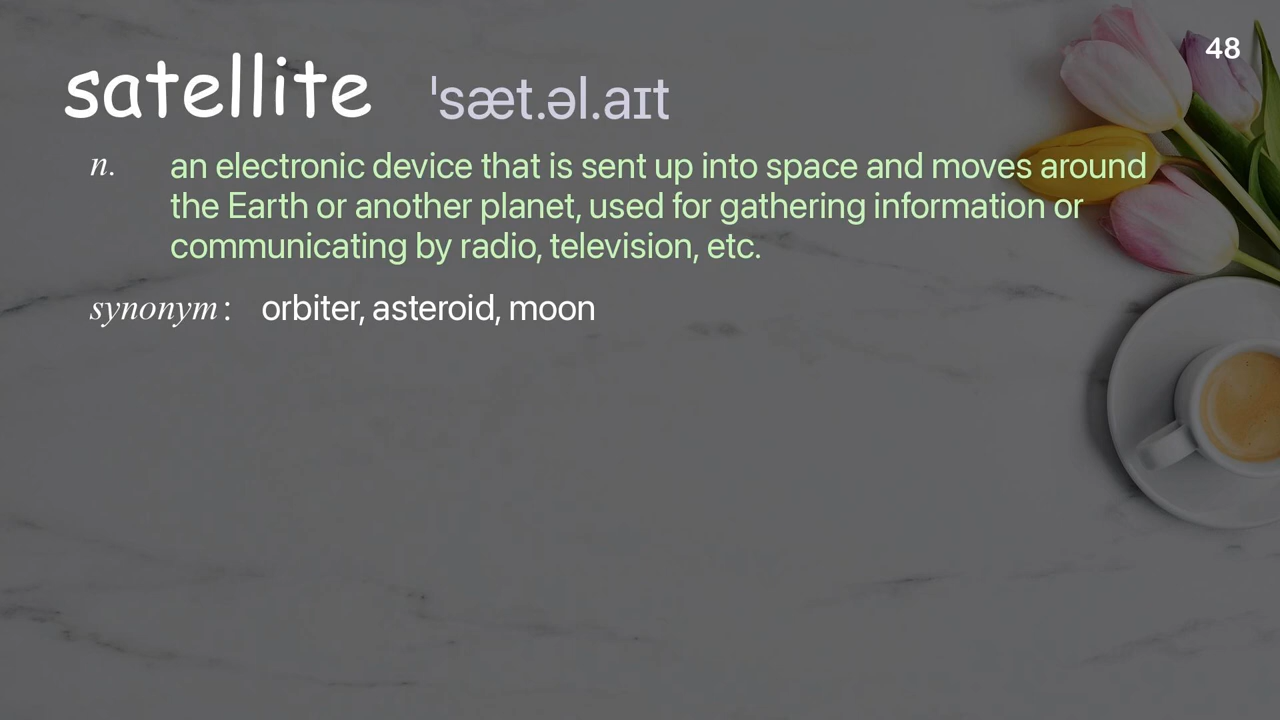 48
satellite ˈsæt.əl.aɪt
n. an electronic device that is sent up into space and moves around
the Earth or another planet, used for gathering information or
communicating by radio, television, etc.
synonym: orbiter, asteroid, moon